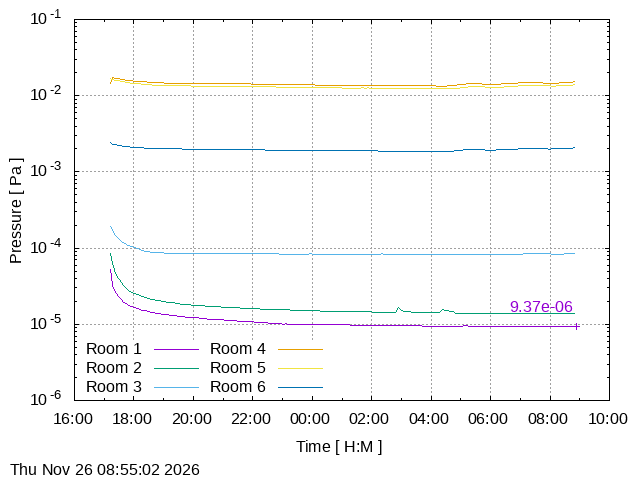 10^-1
10^-2
10^-3
10^-4
10^-5
10^-6
Pressure [ Pa ]
9.37e-06
Room 1 Room 4
Room 2 Room 5
Room 3 Room 6
16:00 18:00 20:00 22:00 00:00 02:00 04:00 06:00 08:00 10:00
Time [ H:M ]
Thu Nov 26 08:55:02 2026